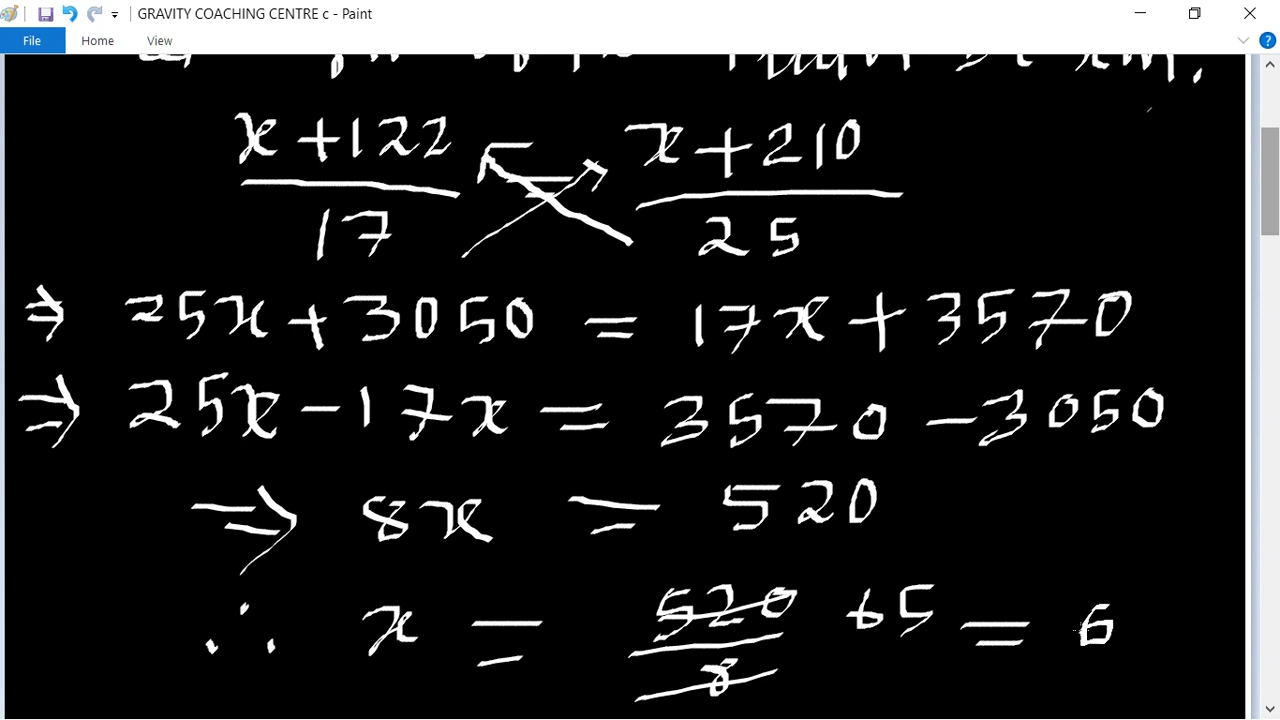 GRAVITY COACHING CENTRE c - Paint
File Home View
x+122 = x+210
17 25
⇒ 25x+3050 = 17x+3570
⇒ 25x-17x = 3570-3050
⇒ 8x = 520
∴ x = 520 65 = 6
8